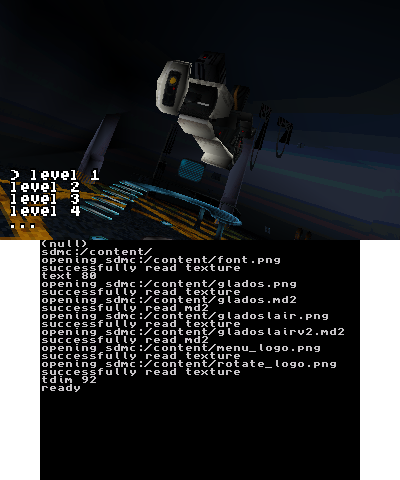 > level 1
level 2
level 3
level 4
...
(null)
sdmc:/content/
opening sdmc:/content/font.png
successfully read texture
text 80
opening sdmc:/content/glados.png
successfully read texture
opening sdmc:/content/glados.md2
successfully read md2
opening sdmc:/content/gladoslair.png
successfully read texture
opening sdmc:/content/gladoslairv2.md2
successfully read md2
opening sdmc:/content/menu_logo.png
successfully read texture
opening sdmc:/content/rotate_logo.png
successfully read texture
tdim 92
ready